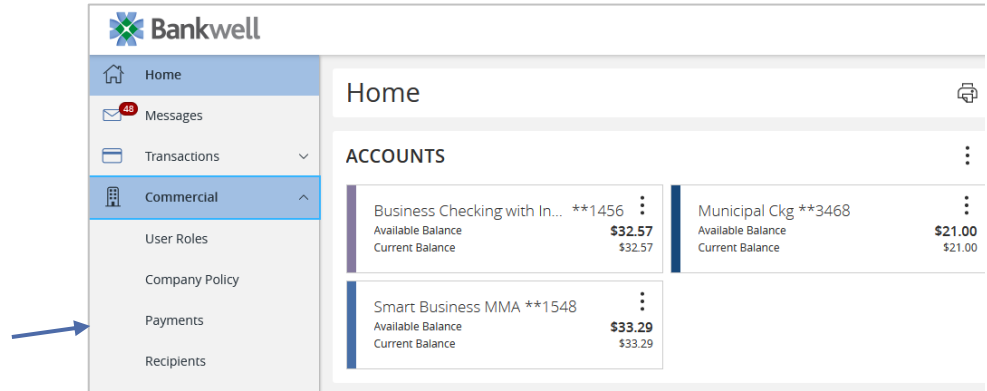 Bankwell
Home
48
Messages
Transactions
Commercial
User Roles
Company Policy
Payments
Recipients
Home
ACCOUNTS
Business Checking with In... **1456
Available Balance $32.57
Current Balance $32.57
Municipal Ckg **3468
Available Balance $21.00
Current Balance $21.00
Smart Business MMA **1548
Available Balance $33.29
Current Balance $33.29